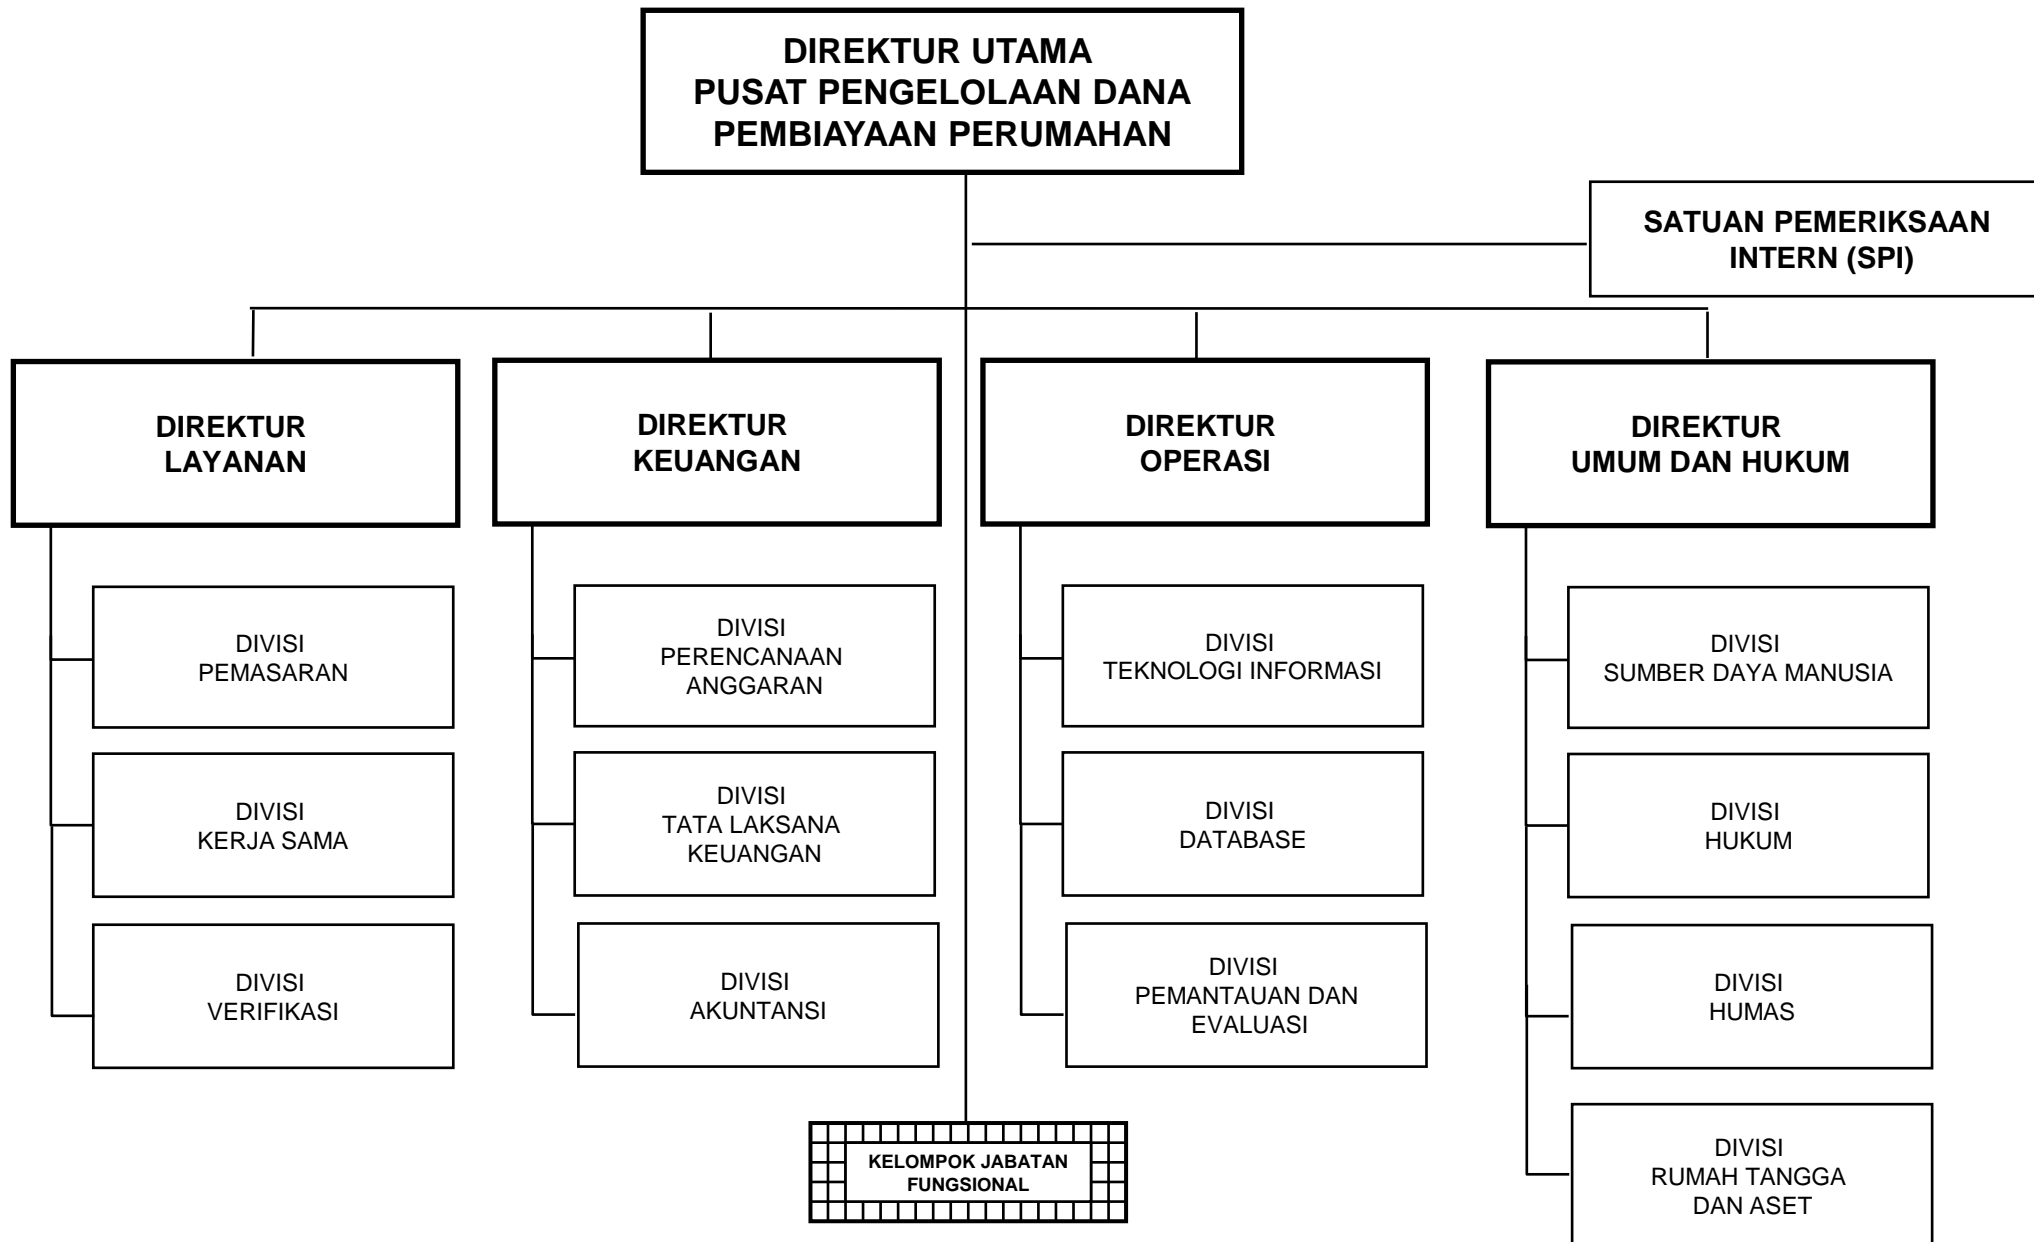 DIREKTUR UTAMA
PUSAT PENGELOLAAN DANA
PEMBIAYAAN PERUMAHAN
SATUAN PEMERIKSAAN
INTERN (SPI)
DIREKTUR
LAYANAN
DIREKTUR
KEUANGAN
DIREKTUR
OPERASI
DIREKTUR
UMUM DAN HUKUM
DIVISI
PEMASARAN
DIVISI
PERENCANAAN
ANGGARAN
DIVISI
TEKNOLOGI INFORMASI
DIVISI
SUMBER DAYA MANUSIA
DIVISI
KERJA SAMA
DIVISI
TATA LAKSANA
KEUANGAN
DIVISI
DATABASE
DIVISI
HUKUM
DIVISI
VERIFIKASI
DIVISI
AKUNTANSI
DIVISI
PEMANTAUAN DAN
EVALUASI
DIVISI
HUMAS
KELOMPOK JABATAN
FUNGSIONAL
DIVISI
RUMAH TANGGA
DAN ASET